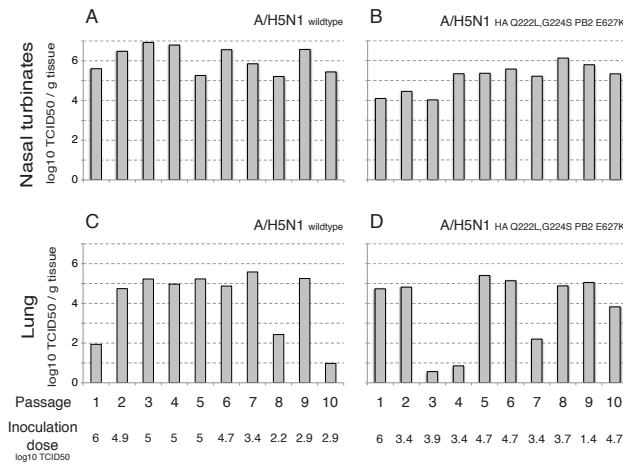 A
A/H5N1 wildtype
B
A/H5N1 HA Q222L,G224S PB2 E627K
Nasal turbinates
log10 TCID50 / g tissue
6
4
2
0
C
A/H5N1 wildtype
D
A/H5N1 HA Q222L,G224S PB2 E627K
Lung
log10 TCID50 / g tissue
6
4
2
0
Passage 1 2 3 4 5 5 6 7 8 9 10 1 2 3 4 5 6 7 8 9 10
Inoculation dose log10 TCID50 6 4.9 5 5 5 4.7 3.4 2.2 2.9 2.9 6 3.4 3.9 3.4 4.7 4.7 3.4 3.7 1.4 4.7